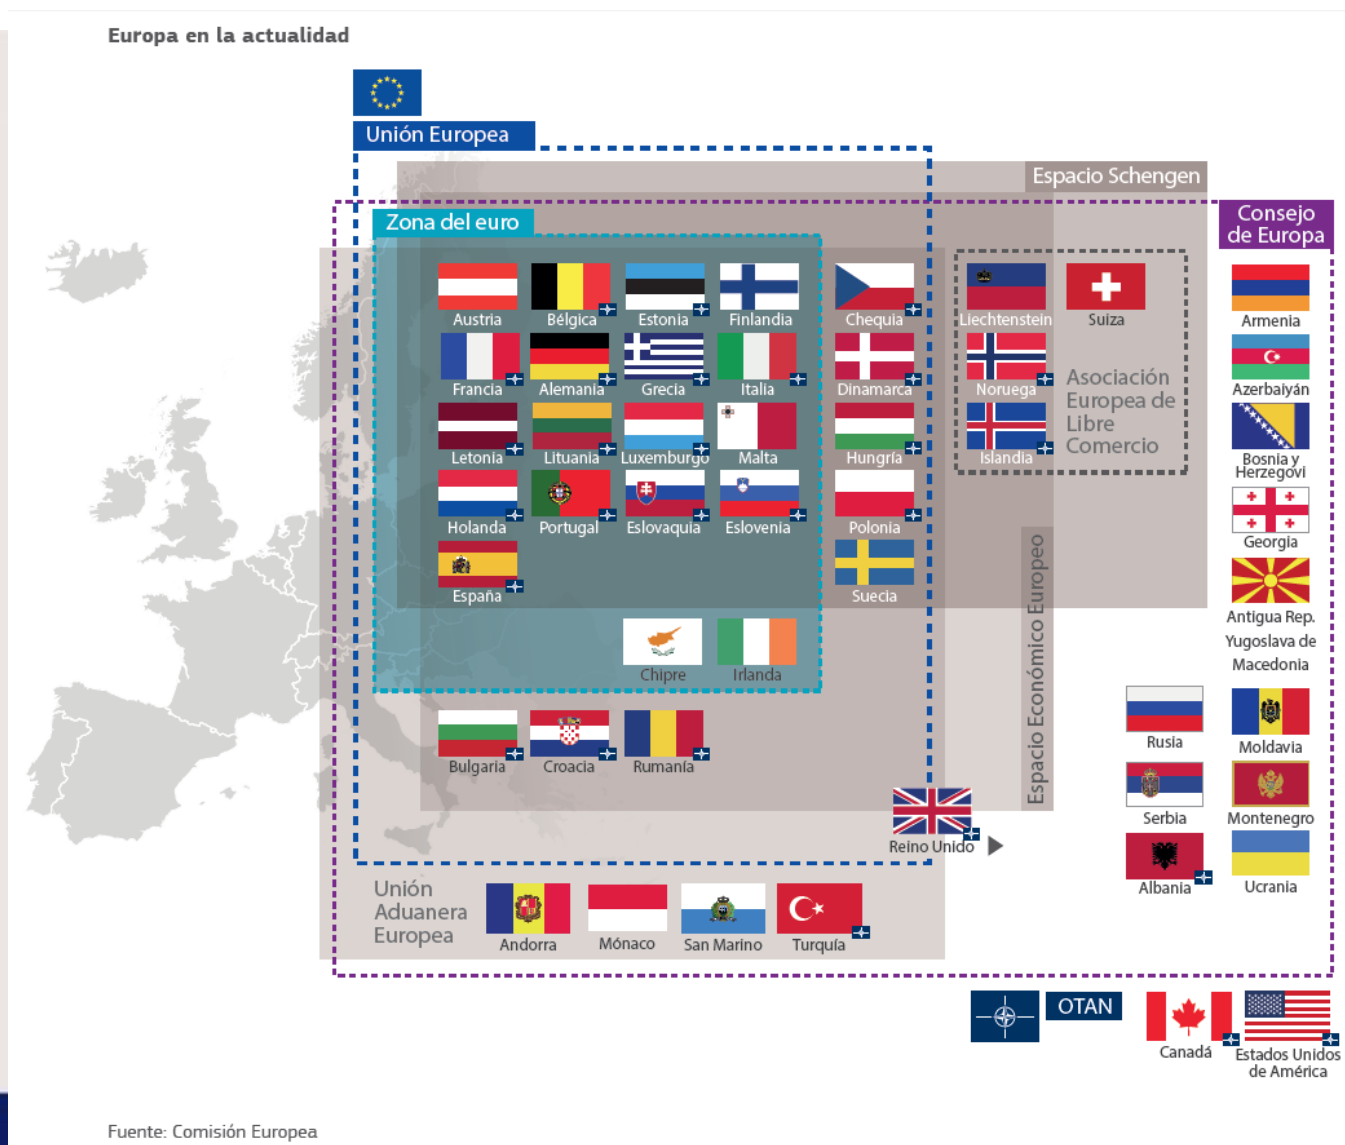 Europa en la actualidad
Unión Europea
Espacio Schengen
Consejo
de Europa
Zona del euro
Austria
Bélgica
Estonia
Finlandia
Chequia
Liechtenstein
Suiza
Armenia
Francia
Alemania
Grecia
Italia
Dinamarca
Noruega
Asociación
Europea de
Libre
Comercio
Azerbaiyán
Letonia
Lituania
Luxemburgo
Malta
Hungría
Islandia
Bosnia y
Herzegovi
Holanda
Portugal
Eslovaquia
Eslovenia
Polonia
Georgia
España
Suecia
Espacio Económico Europeo
Antigua Rep.
Yugoslava de
Macedonia
Chipre
Irlanda
Rusia
Moldavia
Bulgaria
Croacia
Rumanía
Serbia
Montenegro
Reino Unido
Albania
Ucrania
Unión
Aduanera
Europea
Andorra
Mónaco
San Marino
Turquía
OTAN
Canadá
Estados Unidos
de América
Fuente: Comisión Europea